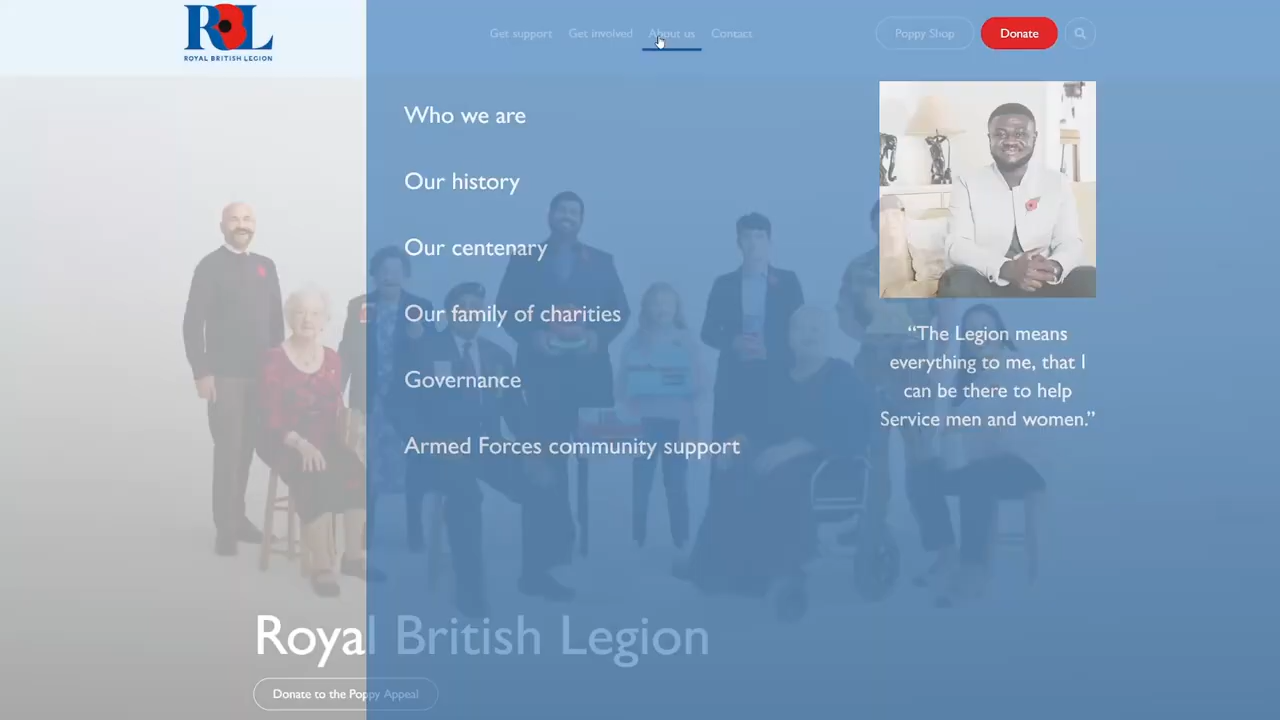 RBL
ROYAL BRITISH LEGION
Get support
Get involved
About us
Contact
Poppy Shop
Donate
Who we are
Our history
Our centenary
Our family of charities
Governance
Armed Forces community support
“The Legion means
everything to me, that I
can be there to help
Service men and women.”
Royal British Legion
Donate to the Poppy Appeal